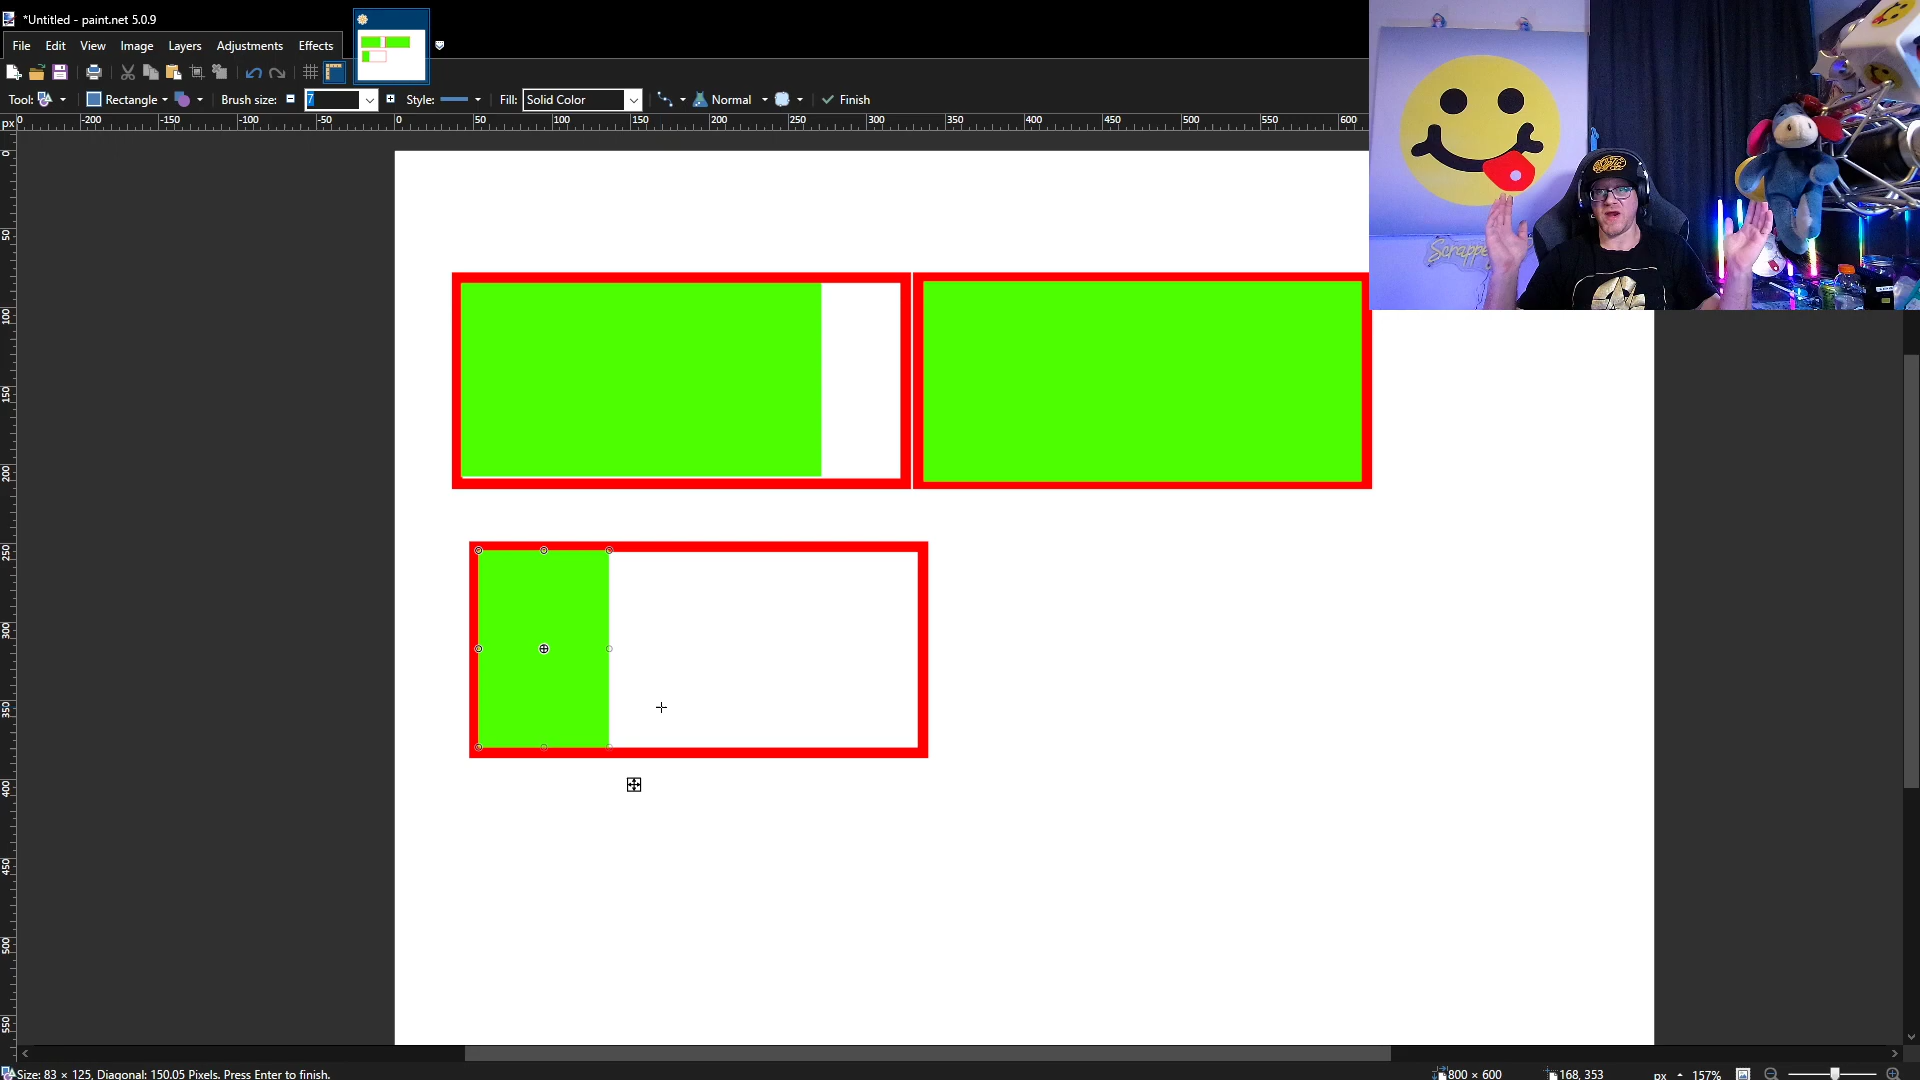 *Untitled - paint.net 5.0.9
File Edit View Image Layers Adjustments Effects
Tool: Rectangle Brush size: 7 Style: Fill: Solid Color Normal Finish
px 0 -200 -150 -100 -50 0 50 100 150 200 250 300 350 400 450 500 550 600
0
50
100
150
200
250
300
350
400
450
500
550
Scrappe
Size: 83 × 125, Diagonal: 150.05 Pixels. Press Enter to finish.
800 × 600 168, 353 px 157%